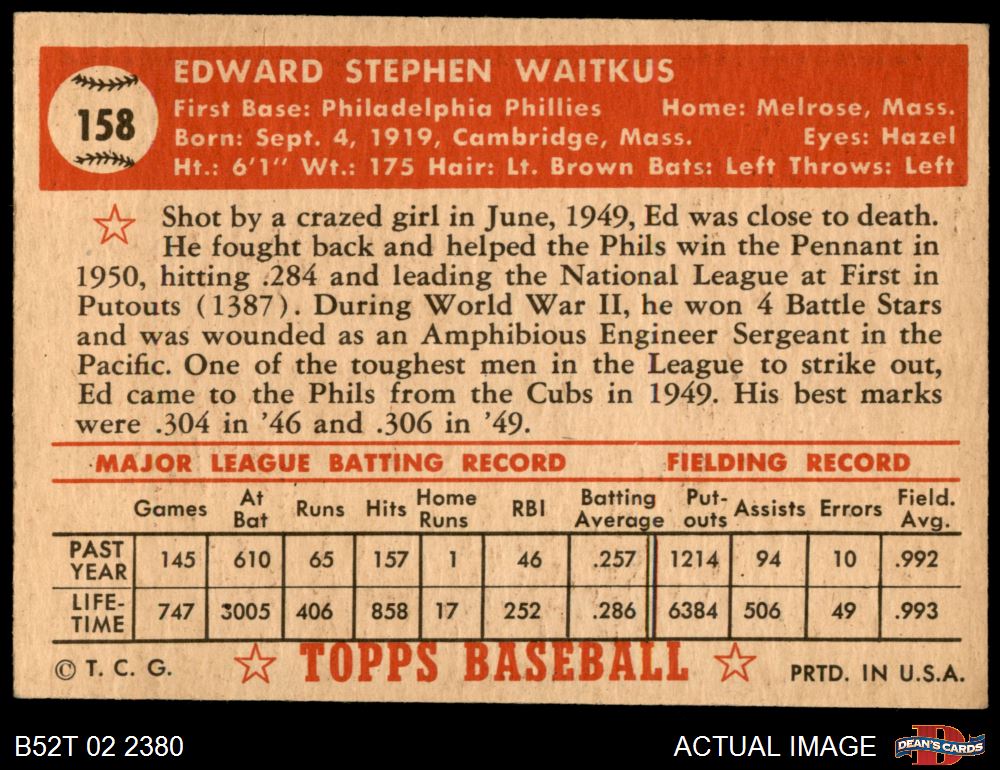 158
EDWARD STEPHEN WAITKUS
First Base: Philadelphia Phillies Home: Melrose, Mass.
Born: Sept. 4, 1919, Cambridge, Mass. Eyes: Hazel
Ht.: 6'1" Wt.: 175 Hair: Lt. Brown Bats: Left Throws: Left
Shot by a crazed girl in June, 1949, Ed was close to death.
He fought back and helped the Phils win the Pennant in
1950, hitting .284 and leading the National League at First in
Putouts (1387). During World War II, he won 4 Battle Stars
and was wounded as an Amphibious Engineer Sergeant in the
Pacific. One of the toughest men in the League to strike out,
Ed came to the Phils from the Cubs in 1949. His best marks
were .304 in '46 and .306 in '49.
MAJOR LEAGUE BATTING RECORD FIELDING RECORD
Games At Bat Runs Hits Home Runs RBI Batting Average Put-outs Assists Errors Field. Avg.
PAST YEAR 145 610 65 157 1 46 .257 1214 94 10 .992
LIFE-TIME 747 3005 406 858 17 252 .286 6384 506 49 .993
© T. C. G. TOPPS BASEBALL PRTD. IN U.S.A.
B52T 02 2380 ACTUAL IMAGE D DEAN'S CARDS